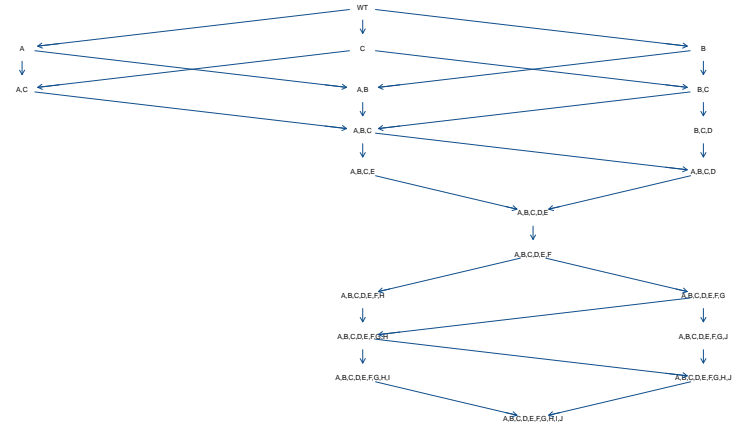 WT
A
C
B
A,C
A,B
B,C
A,B,C
B,C,D
A,B,C,E
A,B,C,D
A,B,C,D,E
A,B,C,D,E,F
A,B,C,D,E,F,H
A,B,C,D,E,F,G
A,B,C,D,E,F,G,H
A,B,C,D,E,F,G,J
A,B,C,D,E,F,G,H,I
A,B,C,D,E,F,G,H,J
A,B,C,D,E,F,G,H,I,J